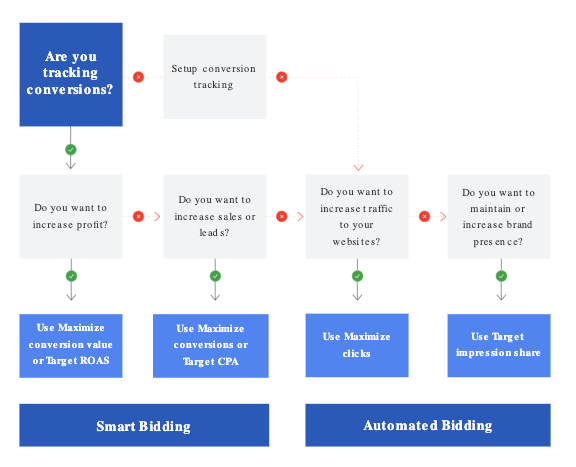 Are you
tracking
conversions?
Setup conversion
tracking
Do you want to
increase profit?
Do you want to
increase sales or
leads?
Do you want to
increase traffic
to your
websites?
Do you want to
maintain or
increase brand
presence?
Use Maximize
conversion value
or Target ROAS
Use Maximize
conversions or
Target CPA
Use Maximize
clicks
Use Target
impression share
Smart Bidding
Automated Bidding